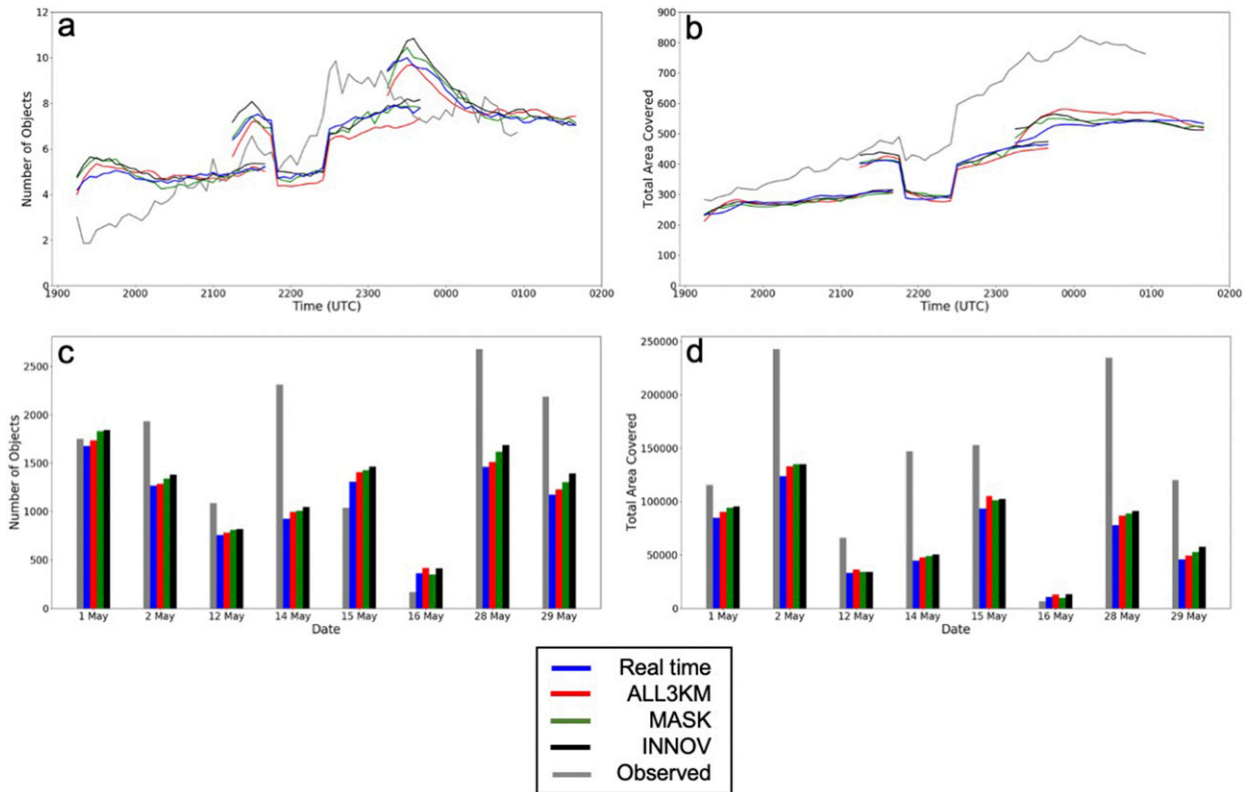 a
Number of Objects
12
10
8
6
4
2
0
1900 2000 2100 2200 2300 0000 0100 0200
Time (UTC)
b
Total Area Covered
900
800
700
600
500
400
300
200
100
0
1900 2000 2100 2200 2300 0000 0100 0200
Time (UTC)
c
Number of Objects
2500
2000
1500
1000
500
0
1 May 2 May 12 May 14 May 15 May 16 May 28 May 29 May
Date
d
Total Area Covered
250000
200000
150000
100000
50000
0
1 May 2 May 12 May 14 May 15 May 16 May 28 May 29 May
Date
Real time
ALL3KM
MASK
INNOV
Observed